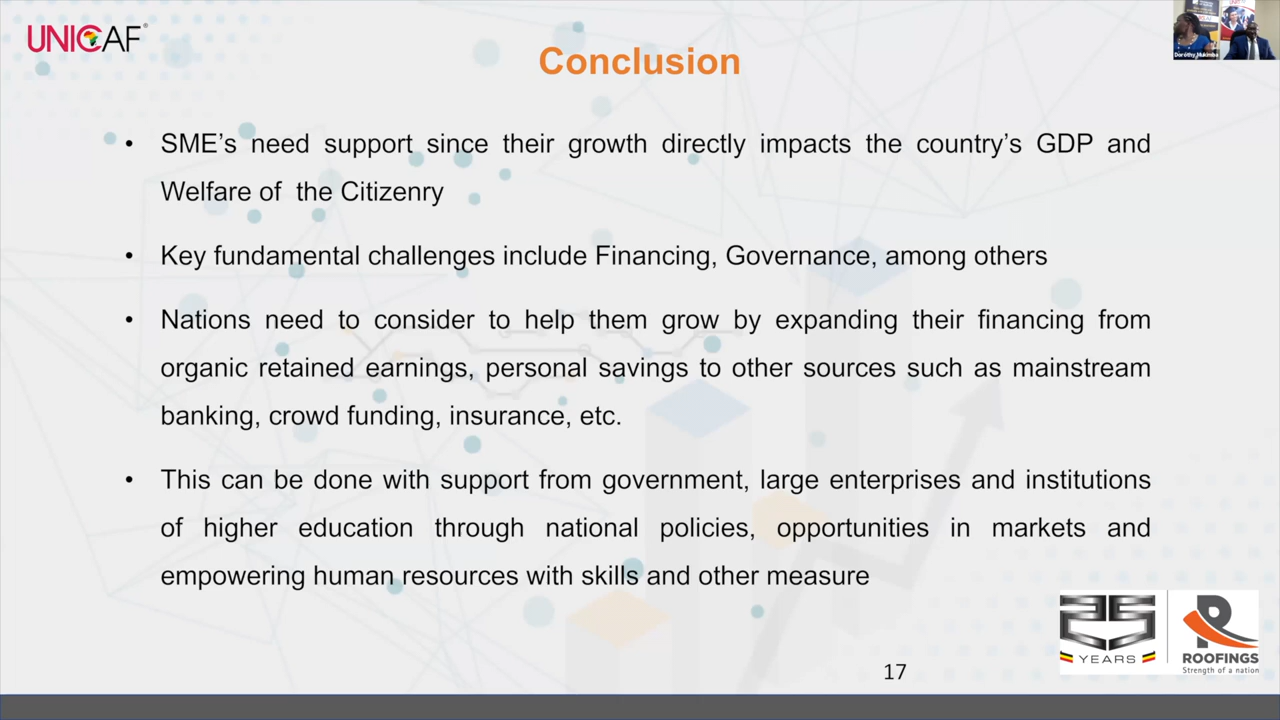 UNICAF
Conclusion
Dorothy Mukimba
• SME’s need support since their growth directly impacts the country’s GDP and
Welfare of the Citizenry
• Key fundamental challenges include Financing, Governance, among others
• Nations need to consider to help them grow by expanding their financing from
organic retained earnings, personal savings to other sources such as mainstream
banking, crowd funding, insurance, etc.
• This can be done with support from government, large enterprises and institutions
of higher education through national policies, opportunities in markets and
empowering human resources with skills and other measure
25
YEARS
ROOFINGS
Strength of a nation
17